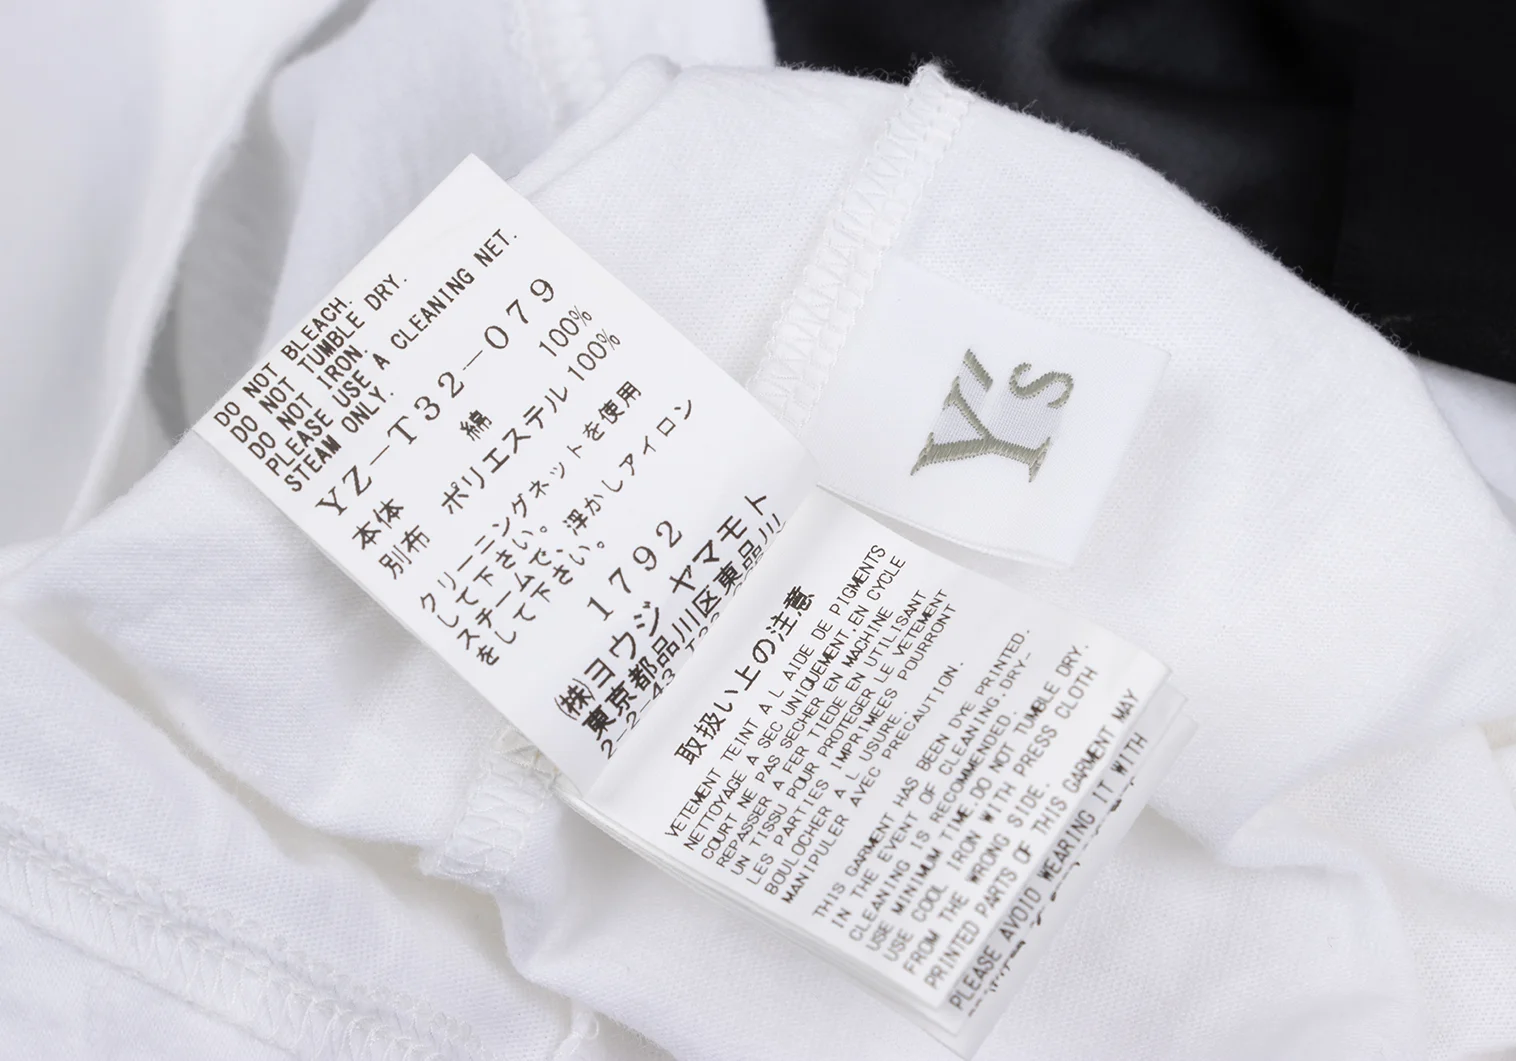 DO NOT BLEACH.
DO NOT TUMBLE DRY.
DO NOT IRON.
PLEASE USE A CLEANING NET.
STEAM ONLY.
YZ-T32-079
本体 綿 100%
別布 ポリエステル 100%
クリーニングネットを使用
して下さい。
スチームで、浮かしアイロン
をして下さい。
1792
(株)ヨウジ ヤマモト
東京都品川区東品川
2-2-43
Y's
取扱い上の注意
VETEMENT TEINT A L AIDE DE PIGMENTS
NETTOYAGE A SEC UNIQUEMENT,EN CYCLE
COURT NE PAS SECHER EN MACHINE
REPASSER A FER TIEDE EN UTILISANT
UN TISSU POUR PROTEGER LE VETEMENT
LES PARTIES IMPRIMEES POURRONT
BOULOCHER A L USURE.
MANIPULER AVEC PRECAUTION.
THIS GARMENT HAS BEEN DYE PRINTED.
IN THE EVENT OF CLEANING,DRY-
CLEANING IS RECOMMENDED.
USE MINIMUM TIME.DO NOT TUMBLE DRY.
USE COOL IRON WITH PRESS CLOTH
FROM THE WRONG SIDE.
PRINTED PARTS OF THIS GARMENT MAY
PLEASE AVOID WEARING IT WITH